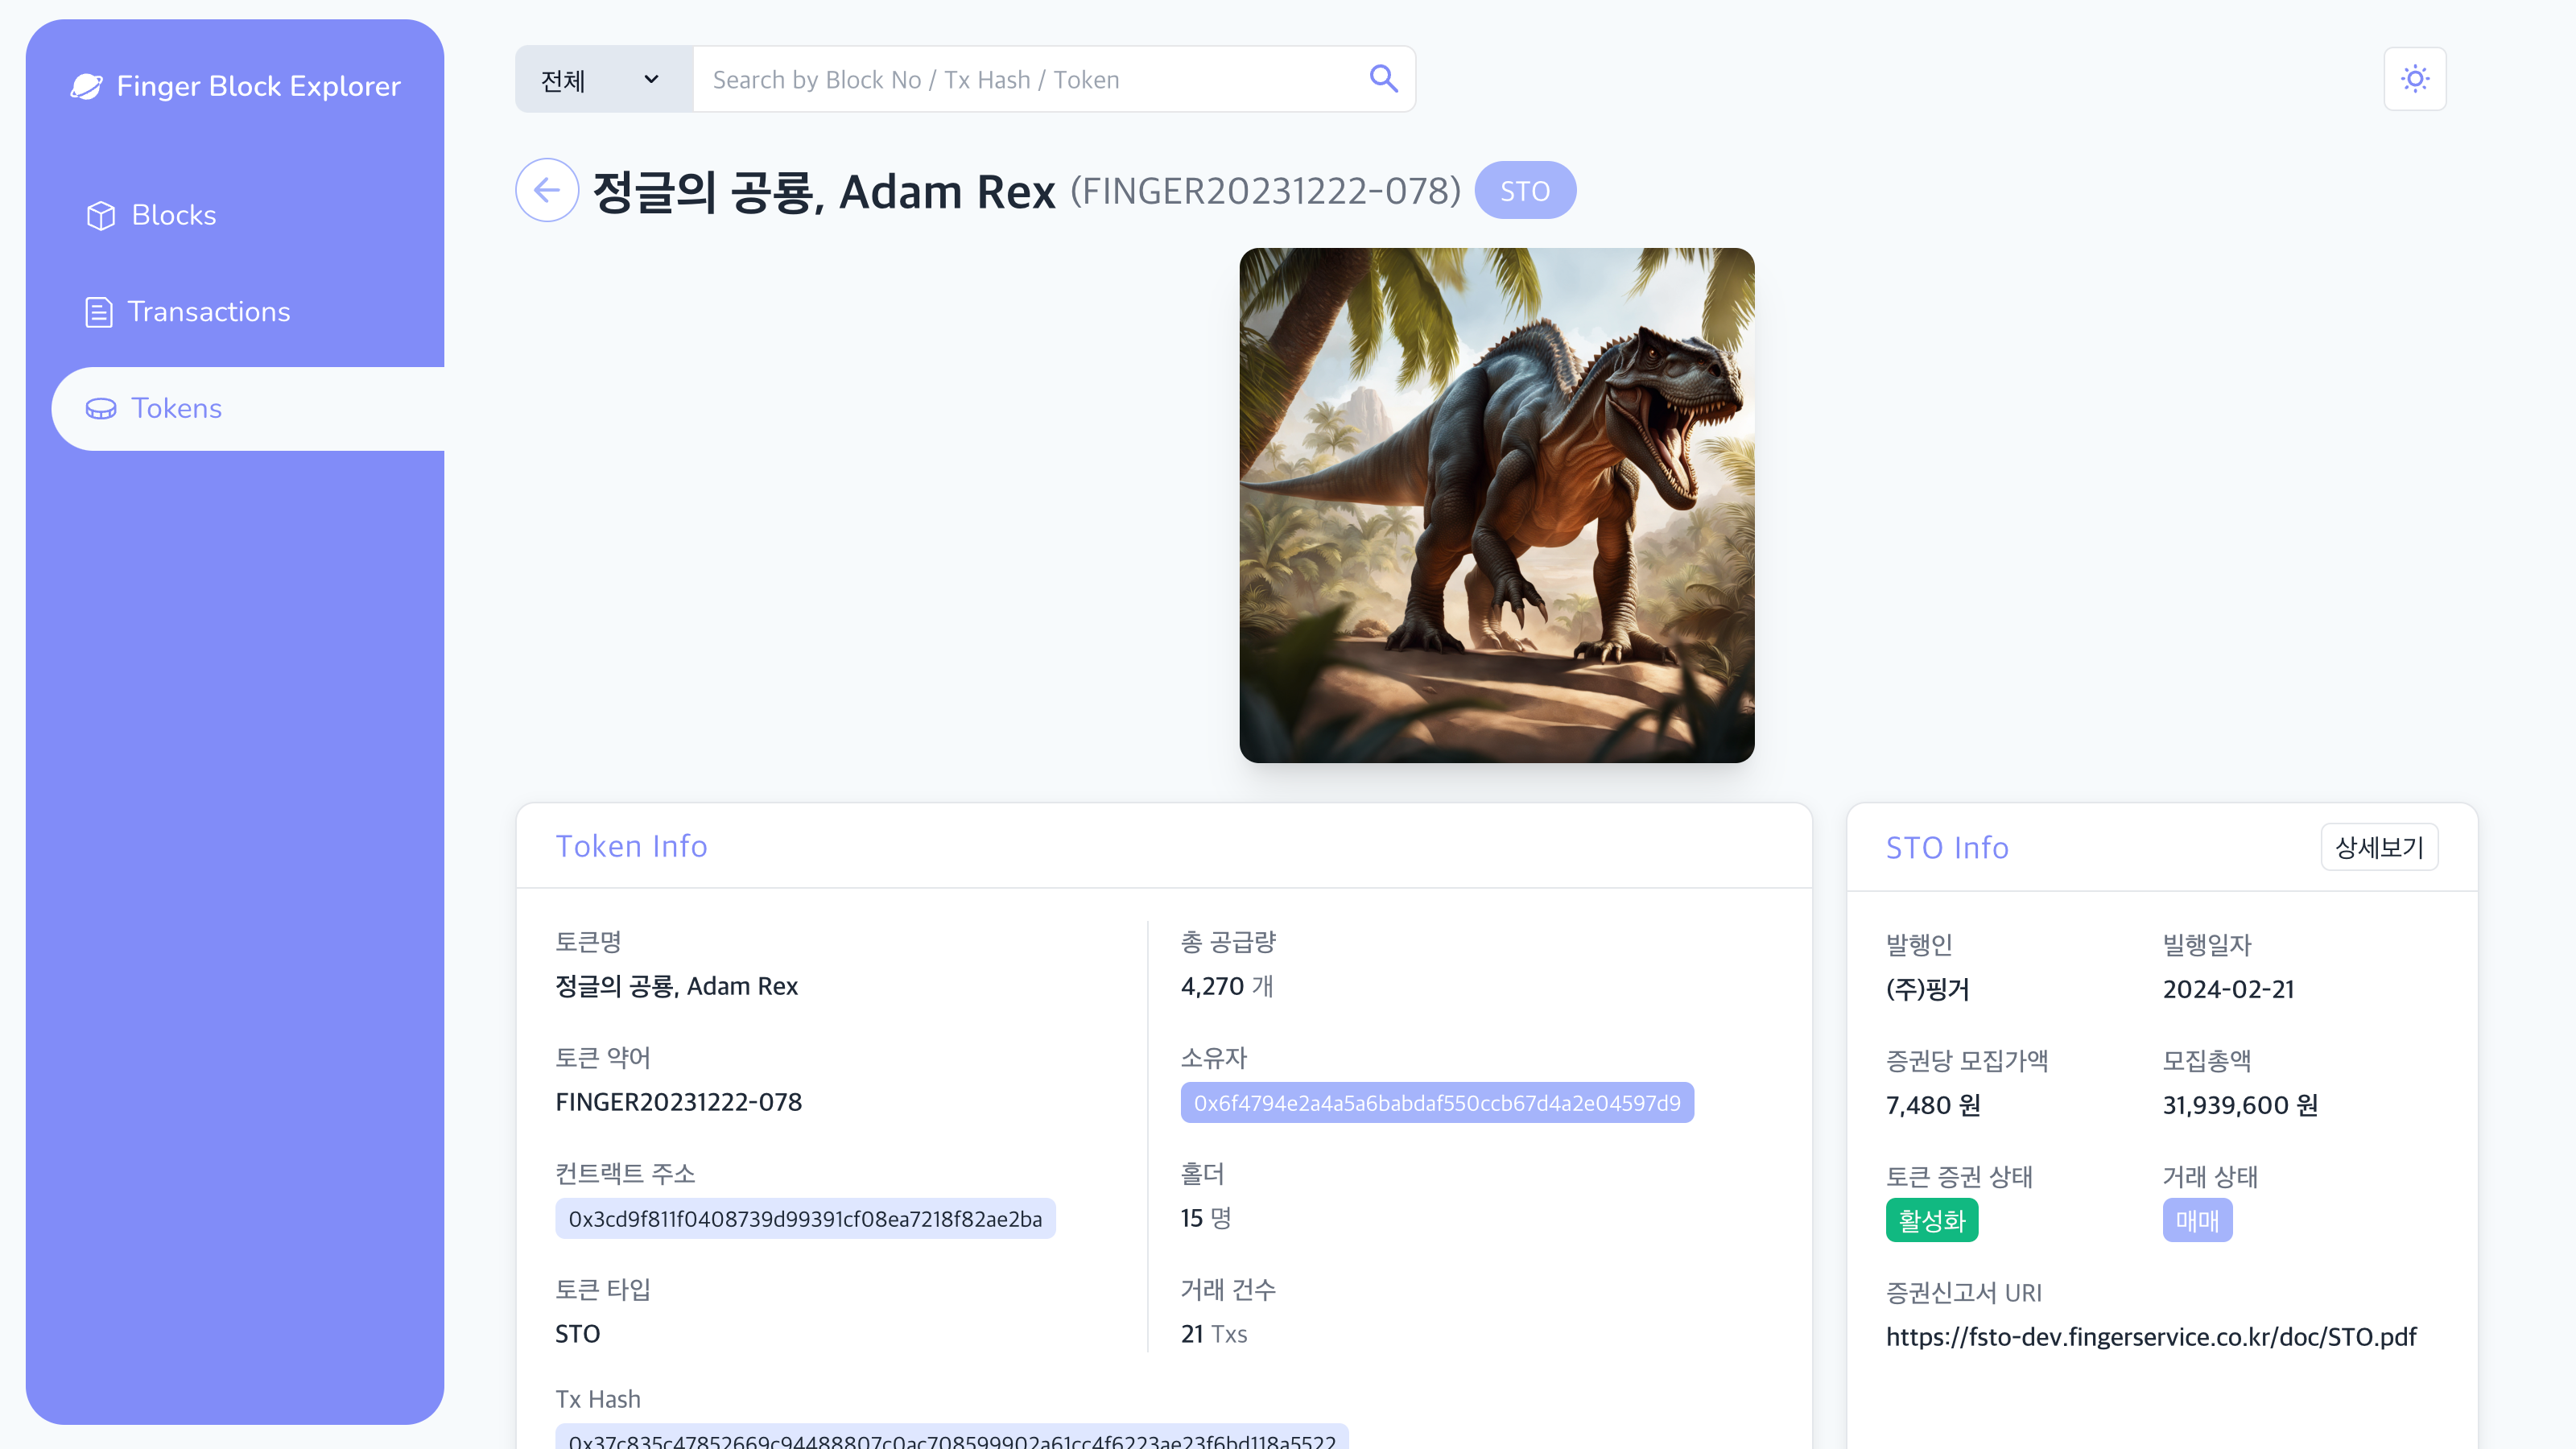 Finger Block Explorer
Blocks
Transactions
Tokens
전체
Search by Block No / Tx Hash / Token
정글의 공룡, Adam Rex (FINGER20231222-078) STO
Token Info
토큰명
정글의 공룡, Adam Rex
토큰 약어
FINGER20231222-078
컨트랙트 주소
0x3cd9f811f0408739d99391cf08ea7218f82ae2ba
토큰 타입
STO
총 공급량
4,270 개
소유자
0x6f4794e2a4a5a6babdaf550ccb67d4a2e04597d9
홀더
15 명
거래 건수
21 Txs
Tx Hash
0x37c835c47852669c94488807c0ac708599902a61cc4f6223ae23f6bd118a5522
STO Info
상세보기
발행인
(주)핑거
빌행일자
2024-02-21
증권당 모집가액
7,480 원
모집총액
31,939,600 원
토큰 증권 상태
활성화
거래 상태
매매
증권신고서 URI
https://fsto-dev.fingerservice.co.kr/doc/STO.pdf